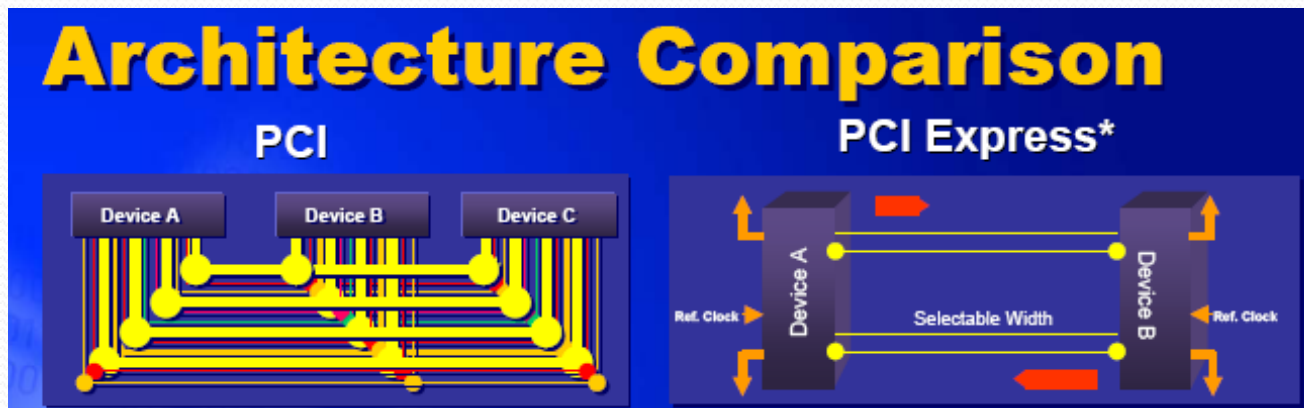 Architecture Comparison
PCI
PCI Express*
Device A
Device B
Device C
Device A
Device B
Ref. Clock
Selectable Width
Ref. Clock